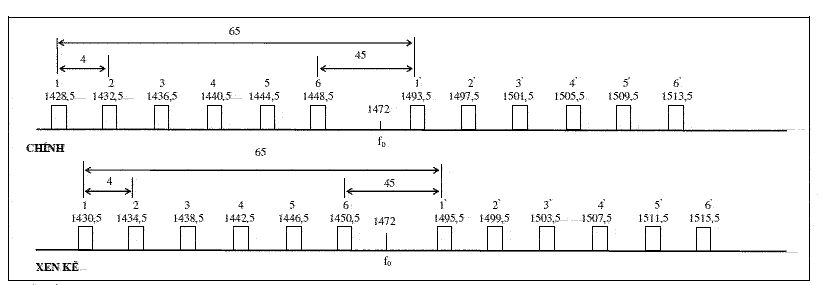 65
4 45
1 2 3 4 5 6 1' 2' 3' 4' 5' 6'
1428,5 1432,5 1436,5 1440,5 1444,5 1448,5 1472 1493,5 1497,5 1501,5 1505,5 1509,5 1513,5
f₀
CHÍNH
65
4 45
1 2 3 4 5 6 1' 2' 3' 4' 5' 6'
1430,5 1434,5 1438,5 1442,5 1446,5 1450,5 1472 1495,5 1499,5 1503,5 1507,5 1511,5 1515,5
f₀
XEN KẼ